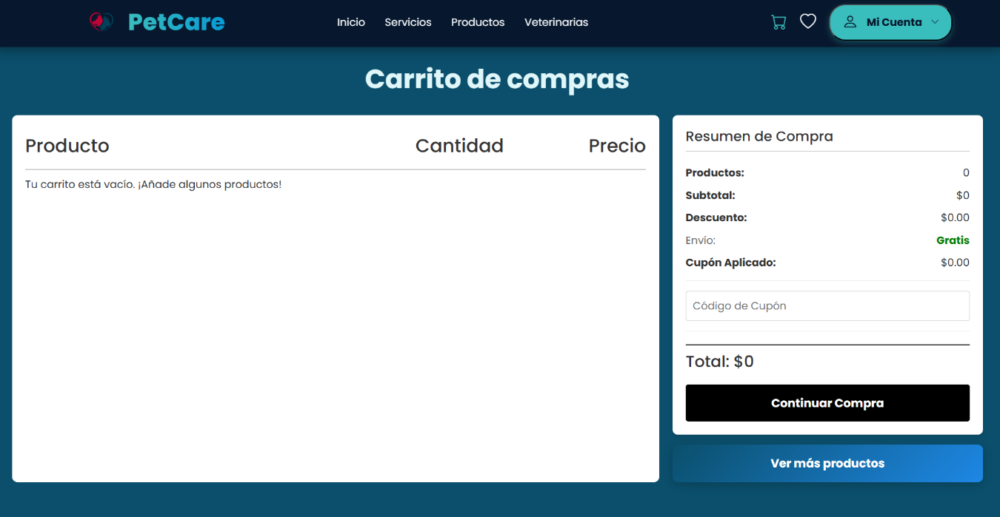 PetCare
Inicio Servicios Productos Veterinarias
Mi Cuenta
Carrito de compras
Producto Cantidad Precio
Tu carrito está vacío. ¡Añade algunos productos!
Resumen de Compra
Productos: 0
Subtotal: $0
Descuento: $0.00
Envío: Gratis
Cupón Aplicado: $0.00
Código de Cupón
Total: $0
Continuar Compra
Ver más productos